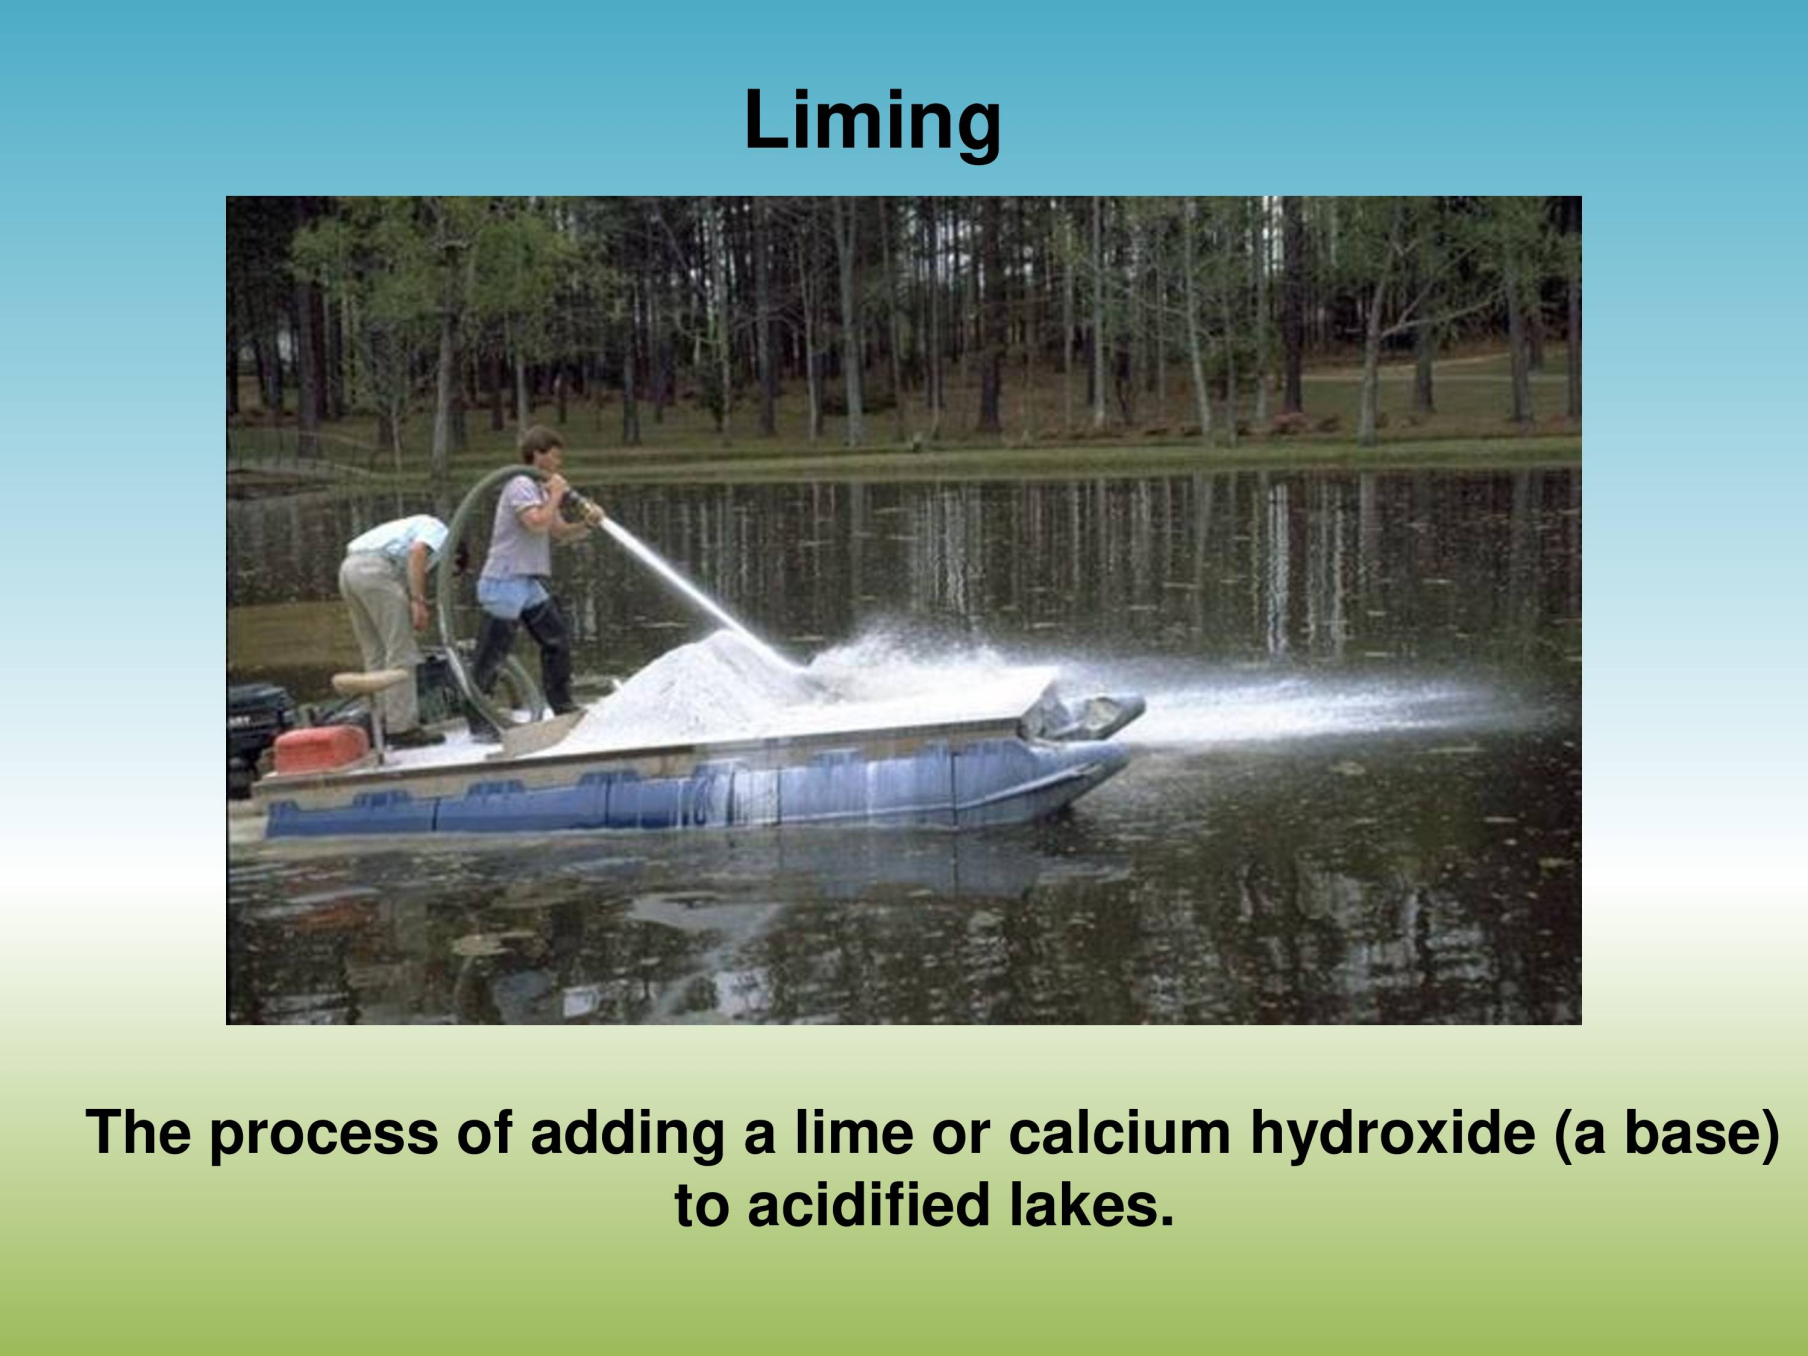 Liming
The process of adding a lime or calcium hydroxide (a base)
to acidified lakes.